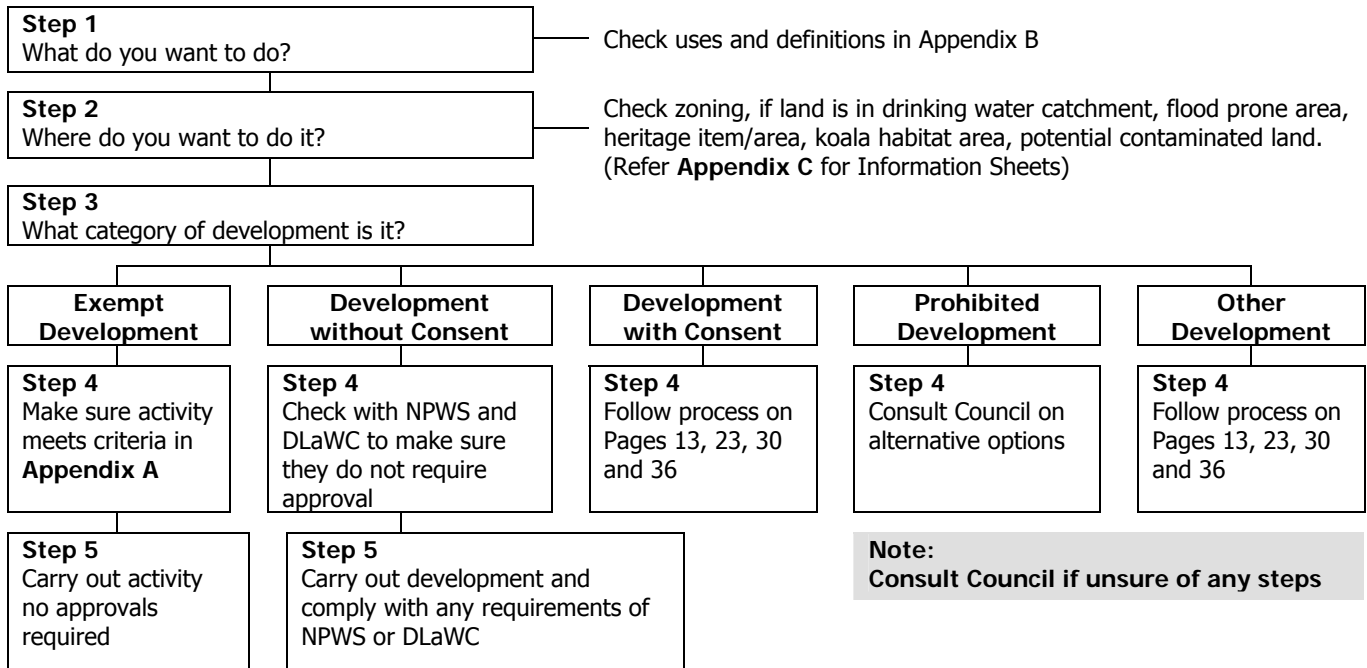 Step 1
What do you want to do?
Check uses and definitions in Appendix B
Step 2
Where do you want to do it?
Check zoning, if land is in drinking water catchment, flood prone area,
heritage item/area, koala habitat area, potential contaminated land.
(Refer Appendix C for Information Sheets)
Step 3
What category of development is it?
Exempt
Development
Development
without Consent
Development
with Consent
Prohibited
Development
Other
Development
Step 4
Make sure activity
meets criteria in
Appendix A
Step 4
Check with NPWS and
DLaWC to make sure
they do not require
approval
Step 4
Follow process on
Pages 13, 23, 30
and 36
Step 4
Consult Council on
alternative options
Step 4
Follow process on
Pages 13, 23, 30
and 36
Step 5
Carry out activity
no approvals
required
Step 5
Carry out development and
comply with any requirements of
NPWS or DLaWC
Note:
Consult Council if unsure of any steps